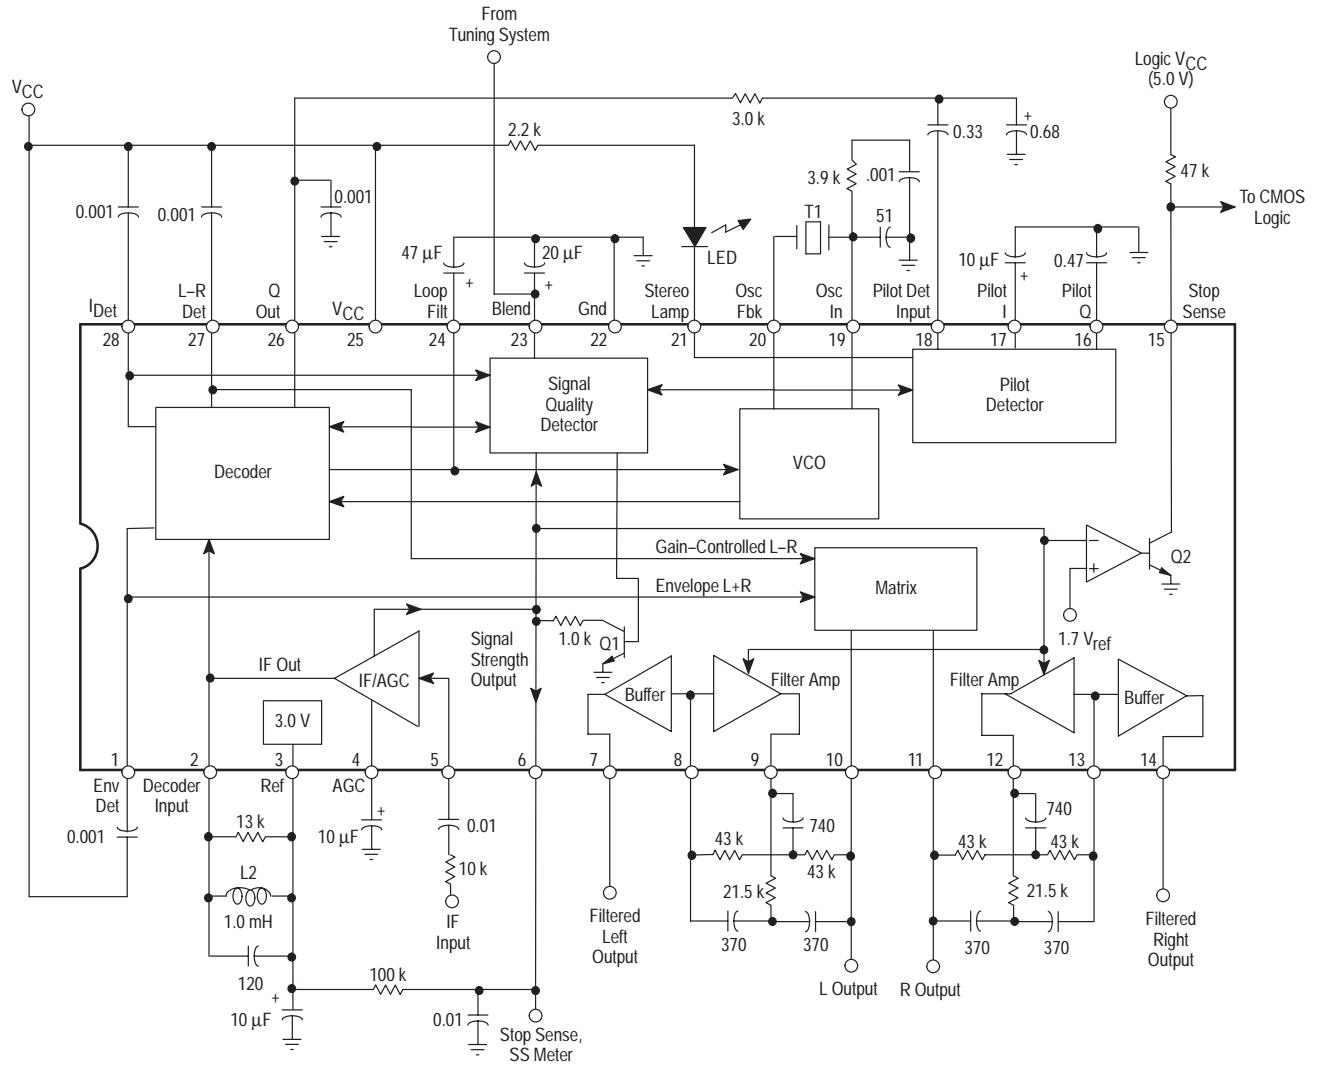 From
Tuning System
Logic VCC
(5.0 V)
VCC
3.0 k
0.33
+
0.68
2.2 k
47 k
0.001
0.001
0.001
3.9 k
.001
To CMOS
Logic
T1
51
47 µF
20 µF
LED
10 µF
0.47
+
+
+
IDet
L–R
Det
Q
Out
VCC
Loop
Filt
Blend
Gnd
Stereo
Lamp
Osc
Fbk
Osc
In
Pilot Det
Input
Pilot
I
Pilot
Q
Stop
Sense
28
27
26
25
24
23
22
21
20
19
18
17
16
15
Signal
Quality
Detector
Pilot
Detector
Decoder
VCO
Gain–Controlled L–R
–
+
Q2
Envelope L+R
Matrix
1.7 Vref
Signal
Strength
Output
1.0 k
Q1
IF Out
IF/AGC
Buffer
Filter Amp
Filter Amp
Buffer
3.0 V
1
2
3
4
5
6
7
8
9
10
11
12
13
14
Env
Det
Decoder
Input
Ref
AGC
0.001
13 k
10 µF
+
0.01
10 k
740
740
43 k
43 k
43 k
43 k
L2
1.0 mH
IF
Input
21.5 k
21.5 k
Filtered
Left
Output
370
370
370
370
Filtered
Right
Output
120
100 k
+
10 µF
0.01
L Output
R Output
Stop Sense,
SS Meter